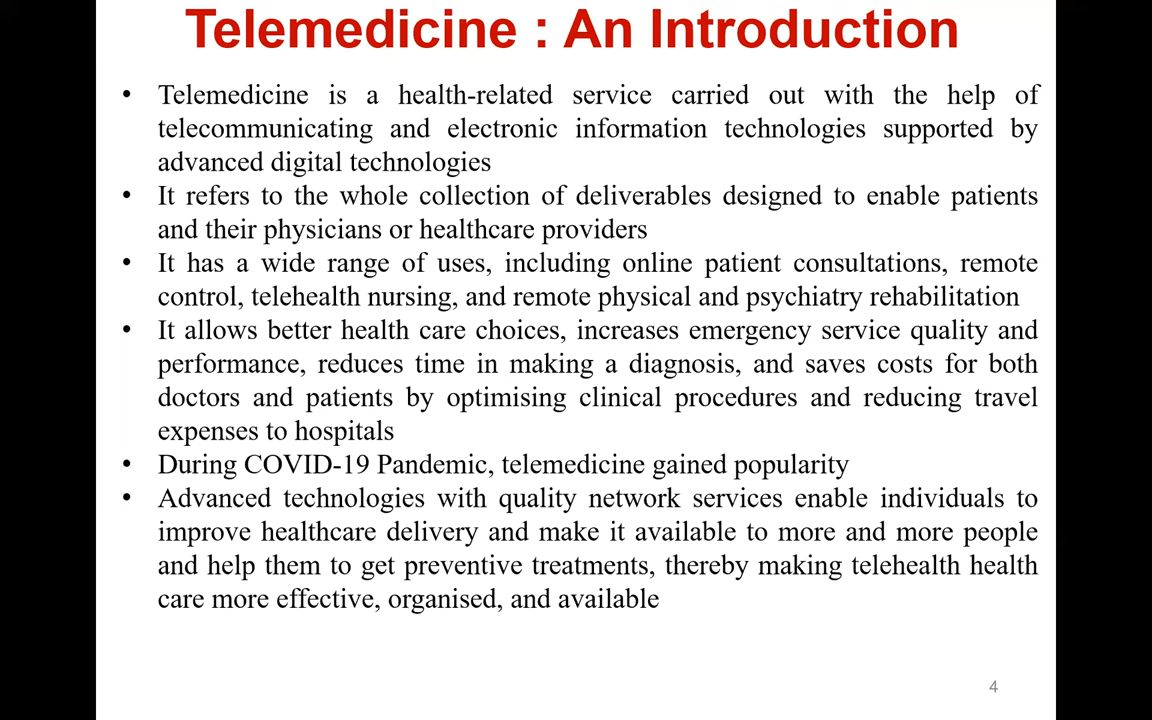 Telemedicine : An Introduction
• Telemedicine is a health-related service carried out with the help of
telecommunicating and electronic information technologies supported by
advanced digital technologies
• It refers to the whole collection of deliverables designed to enable patients
and their physicians or healthcare providers
• It has a wide range of uses, including online patient consultations, remote
control, telehealth nursing, and remote physical and psychiatry rehabilitation
• It allows better health care choices, increases emergency service quality and
performance, reduces time in making a diagnosis, and saves costs for both
doctors and patients by optimising clinical procedures and reducing travel
expenses to hospitals
• During COVID-19 Pandemic, telemedicine gained popularity
• Advanced technologies with quality network services enable individuals to
improve healthcare delivery and make it available to more and more people
and help them to get preventive treatments, thereby making telehealth health
care more effective, organised, and available
4